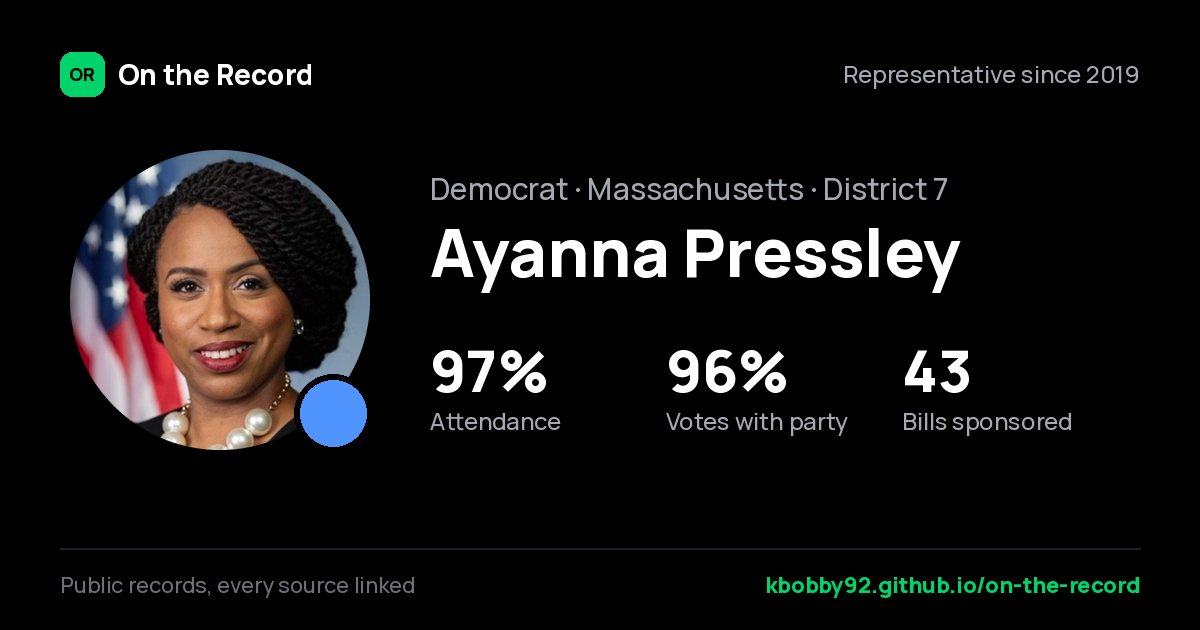 OR On the Record
Representative since 2019
Democrat · Massachusetts · District 7
Ayanna Pressley
97% 96% 43
Attendance Votes with party Bills sponsored
Public records, every source linked
kbobby92.github.io/on-the-record